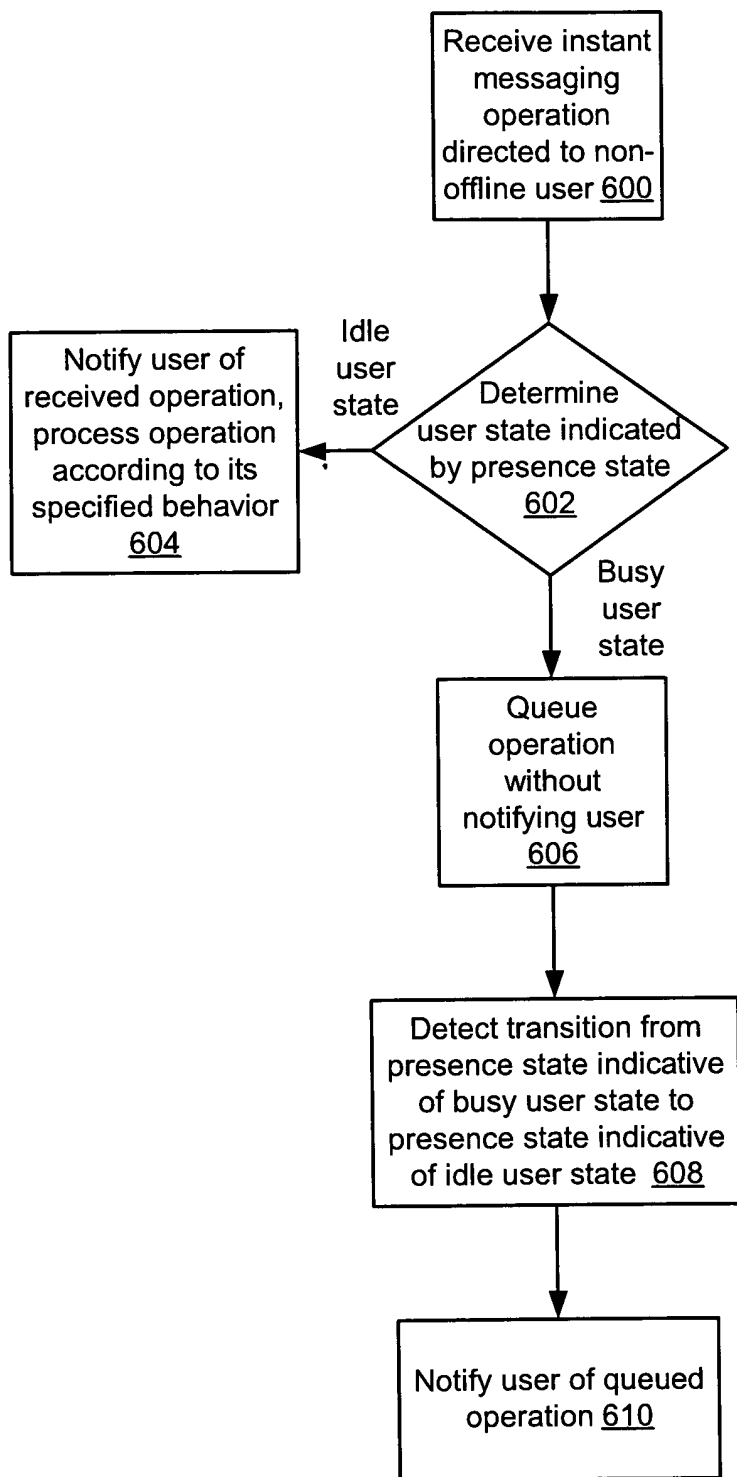 Receive instant
messaging
operation
directed to non-
offline user 600
Idle
user
state
Notify user of
received operation,
process operation
according to its
specified behavior
604
Determine
user state indicated
by presence state
602
Busy
user
state
Queue
operation
without
notifying user
606
Detect transition from
presence state indicative
of busy user state to
presence state indicative
of idle user state 608
Notify user of queued
operation 610